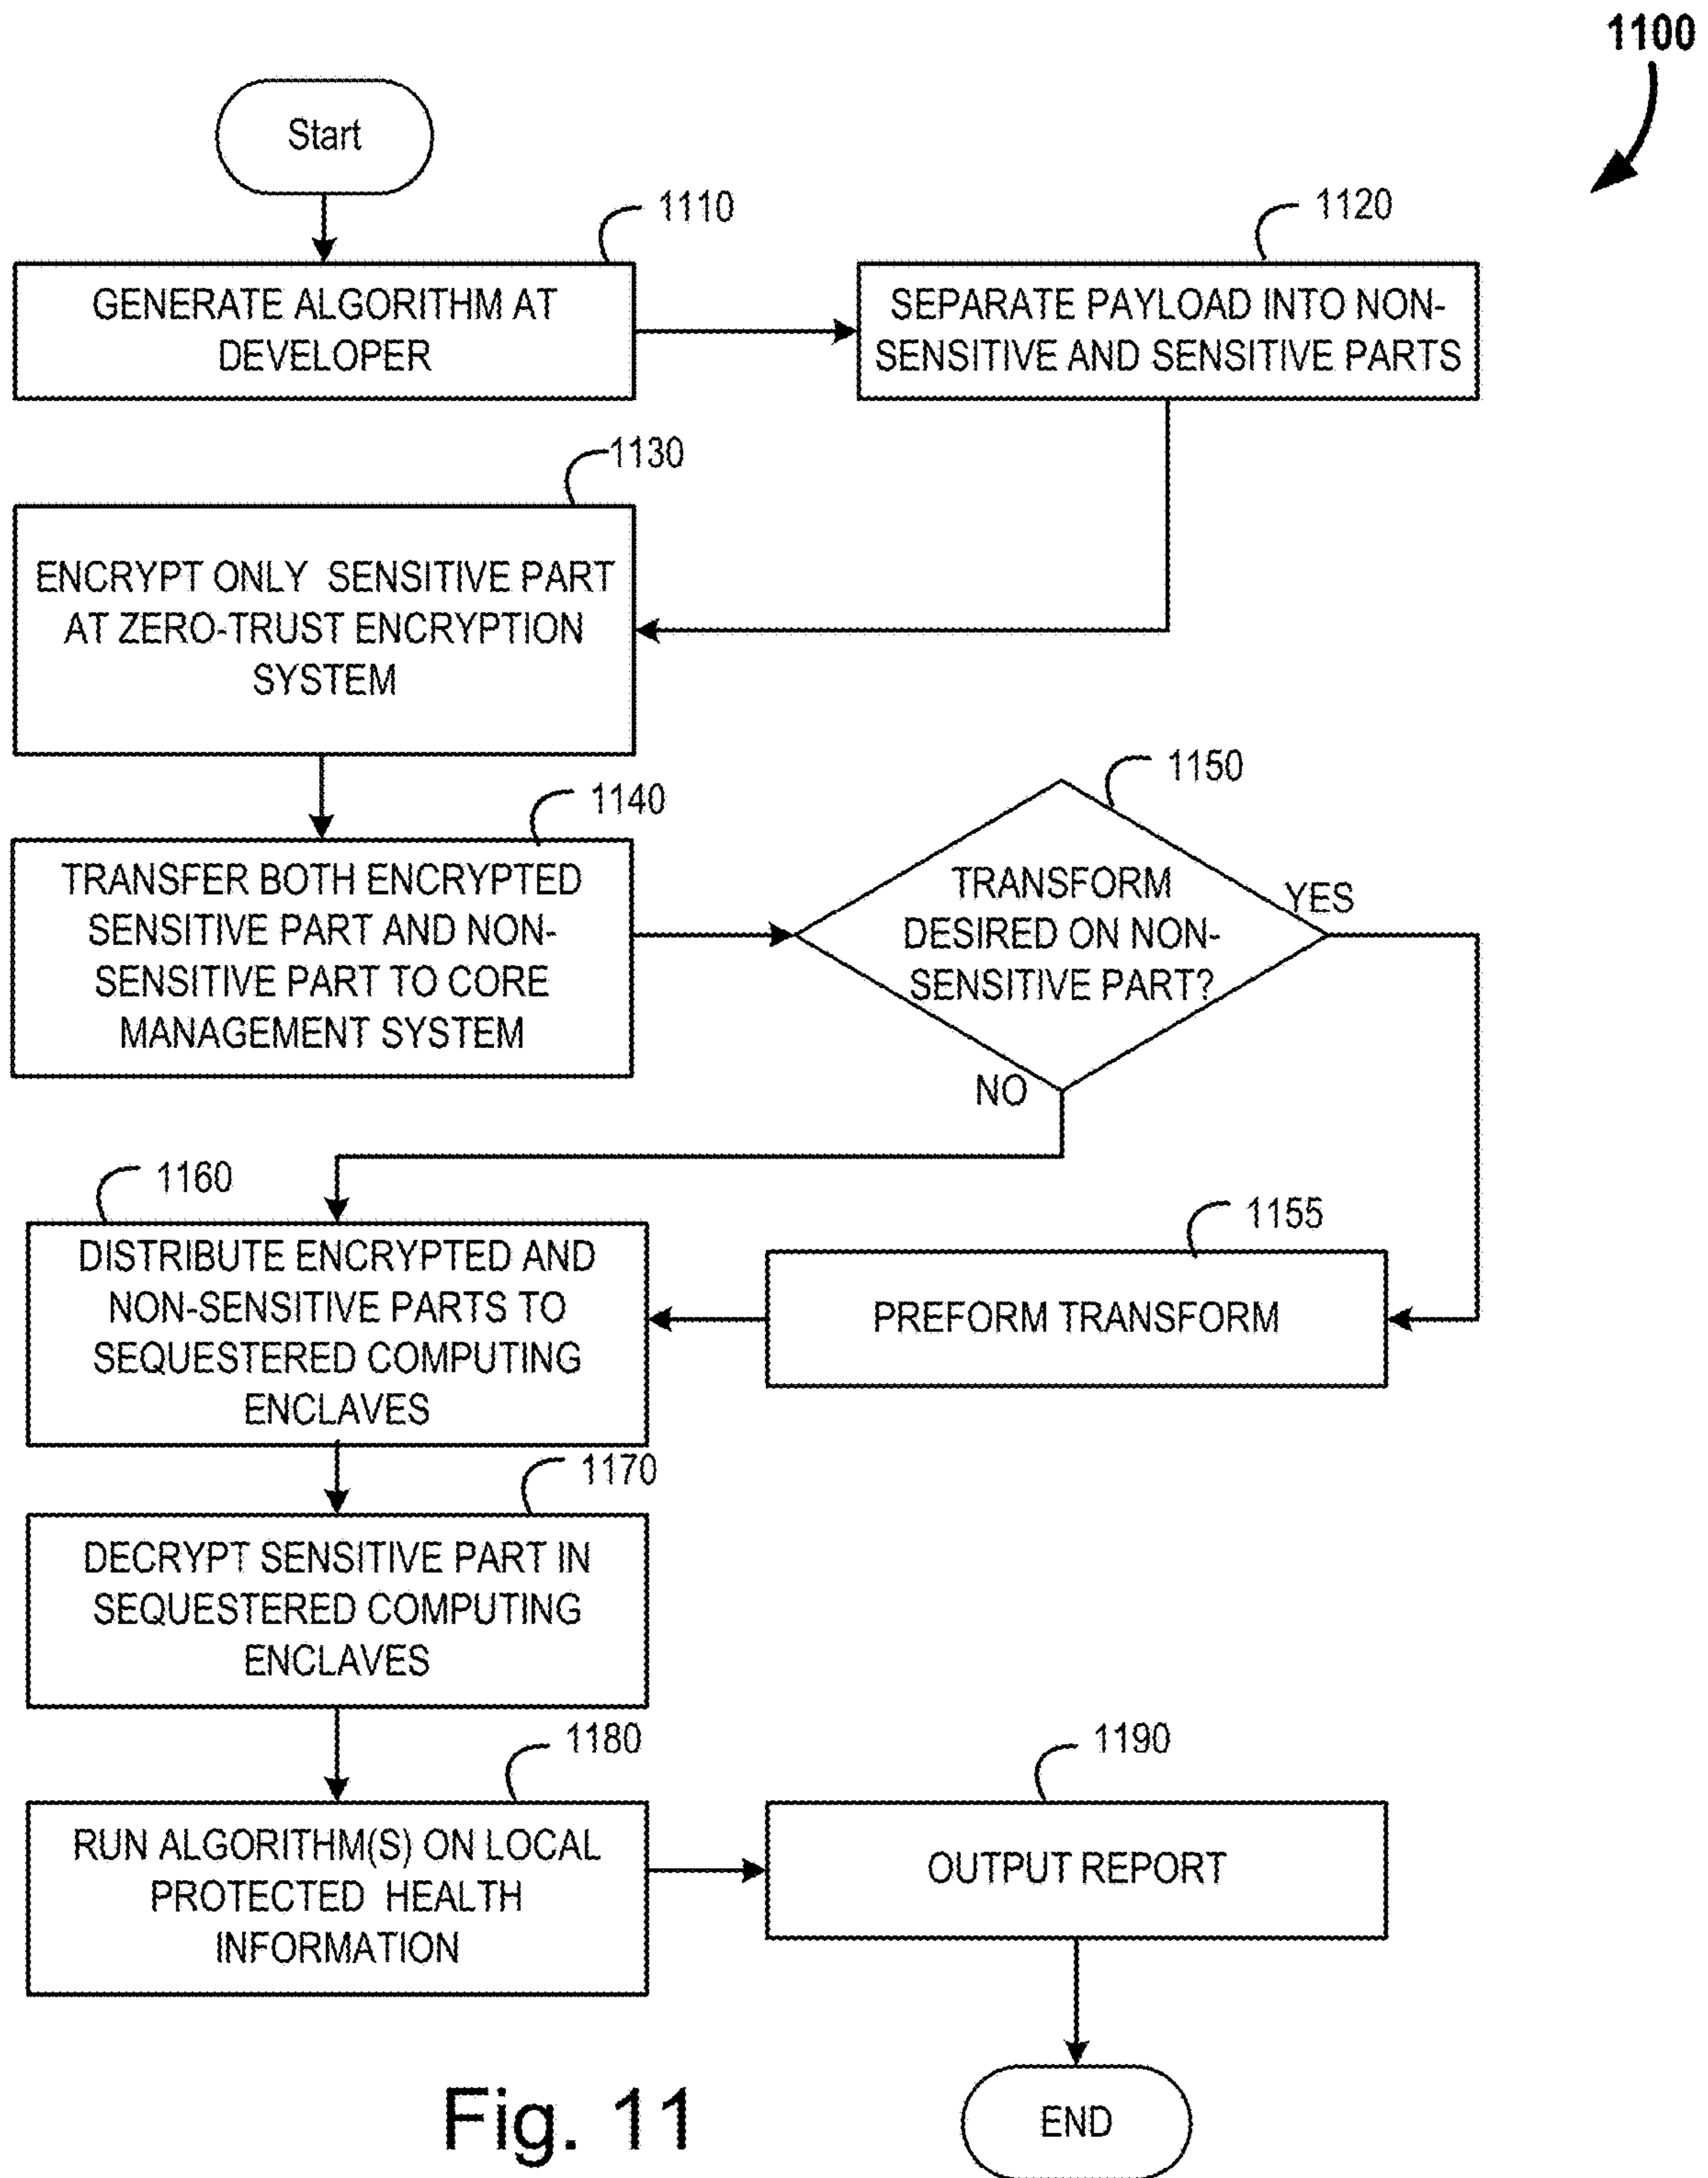 1100
Start
1110
GENERATE ALGORITHM AT
DEVELOPER
1120
SEPARATE PAYLOAD INTO NON-
SENSITIVE AND SENSITIVE PARTS
1130
ENCRYPT ONLY SENSITIVE PART
AT ZERO-TRUST ENCRYPTION
SYSTEM
1140
TRANSFER BOTH ENCRYPTED
SENSITIVE PART AND NON-
SENSITIVE PART TO CORE
MANAGEMENT SYSTEM
1150
TRANSFORM
DESIRED ON NON-
SENSITIVE PART?
YES
NO
1155
PREFORM TRANSFORM
1160
DISTRIBUTE ENCRYPTED AND
NON-SENSITIVE PARTS TO
SEQUESTERED COMPUTING
ENCLAVES
1170
DECRYPT SENSITIVE PART IN
SEQUESTERED COMPUTING
ENCLAVES
1180
RUN ALGORITHM(S) ON LOCAL
PROTECTED HEALTH
INFORMATION
1190
OUTPUT REPORT
END
Fig. 11